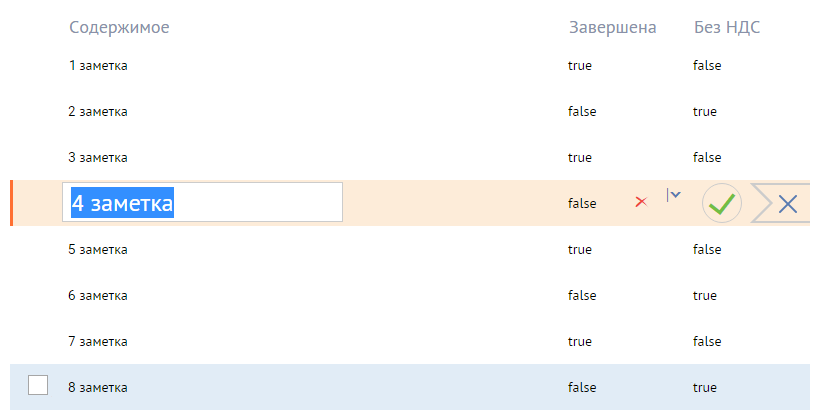 Содержимое Завершена Без НДС
1 заметка true false
2 заметка false true
3 заметка true false
4 заметка false
5 заметка true false
6 заметка false true
7 заметка true false
8 заметка false true